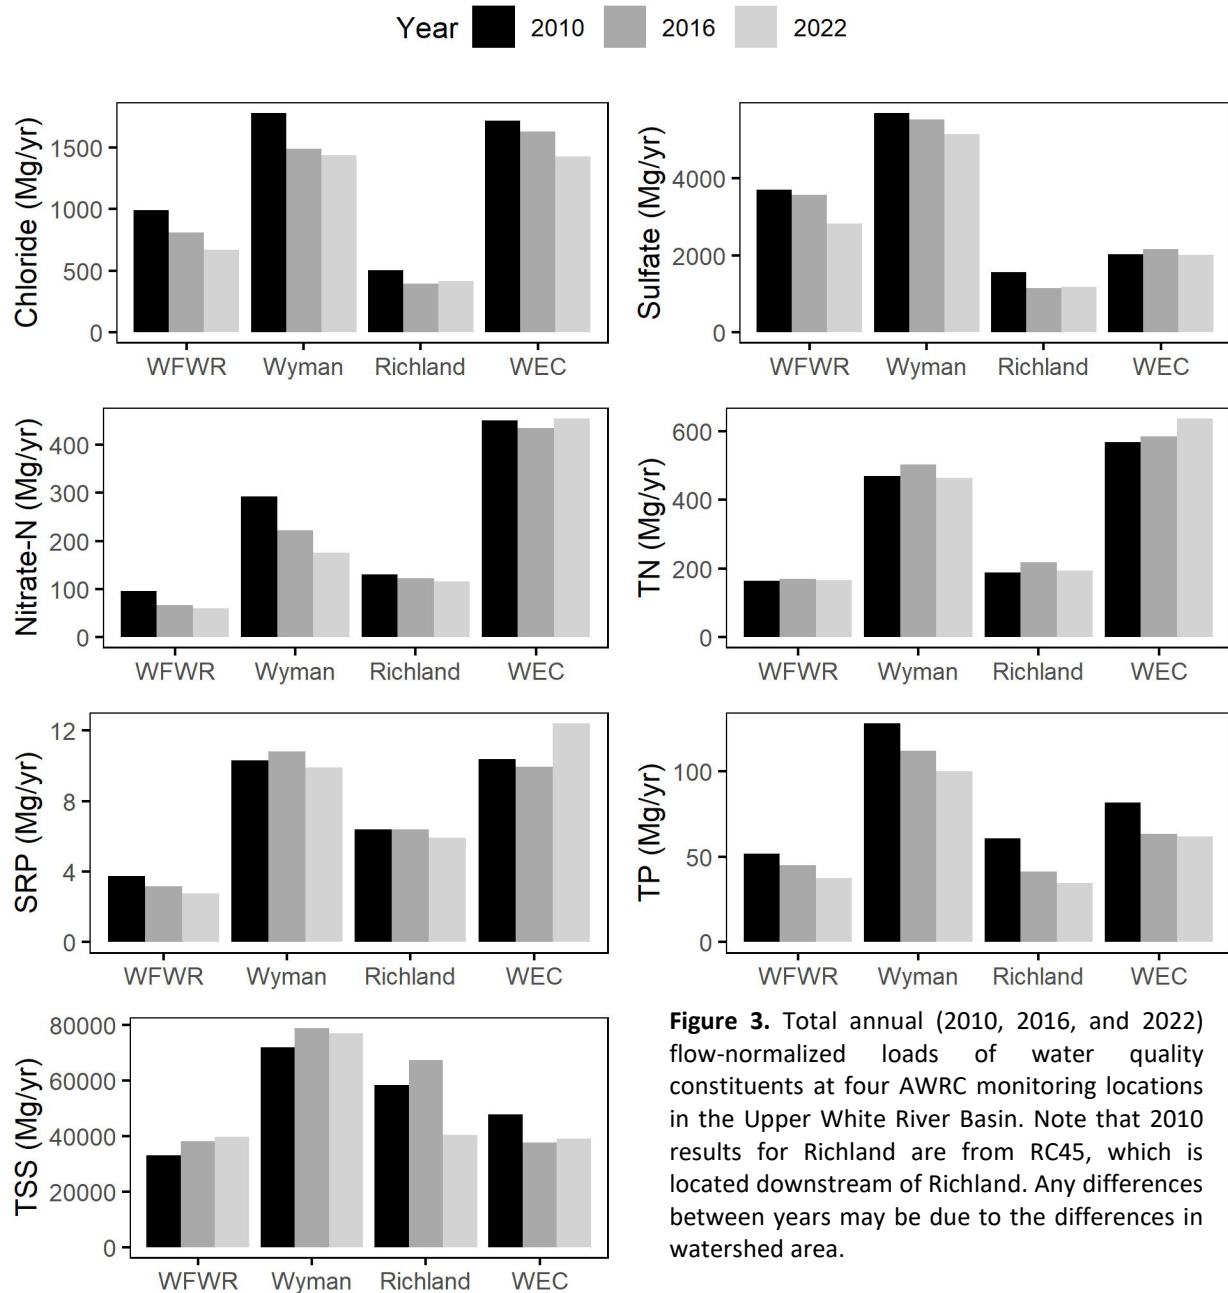 Year 2010 2016 2022
Chloride (Mg/yr)
1500
1000
500
0
WFWR Wyman Richland WEC
Sulfate (Mg/yr)
4000
2000
0
WFWR Wyman Richland WEC
Nitrate-N (Mg/yr)
400
300
200
100
0
WFWR Wyman Richland WEC
TN (Mg/yr)
600
400
200
0
WFWR Wyman Richland WEC
SRP (Mg/yr)
12
8
4
0
WFWR Wyman Richland WEC
TP (Mg/yr)
100
50
0
WFWR Wyman Richland WEC
TSS (Mg/yr)
80000
60000
40000
20000
0
WFWR Wyman Richland WEC
Figure 3. Total annual (2010, 2016, and 2022)
flow-normalized loads of water quality
constituents at four AWRC monitoring locations
in the Upper White River Basin. Note that 2010
results for Richland are from RC45, which is
located downstream of Richland. Any differences
between years may be due to the differences in
watershed area.